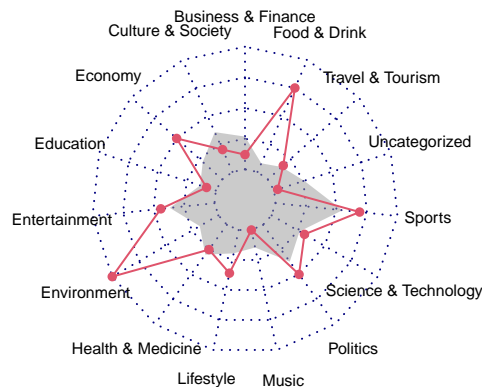 Business & Finance
Culture & Society
Food & Drink
Economy
Travel & Tourism
Education
Uncategorized
Entertainment
Sports
Environment
Science & Technology
Health & Medicine
Politics
Lifestyle
Music